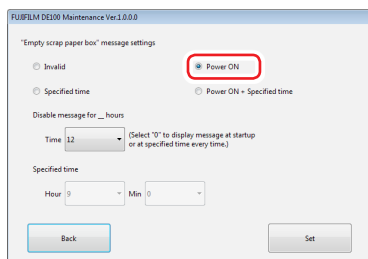 FUJIFILM DE100 Maintenance Ver.1.0.0.0
"Empty scrap paper box" message settings
Invalid
Power ON
Specified time
Power ON + Specified time
Disable message for __ hours
Time 12 (Select "0" to display message at startup
or at specified time every time.)
Specified time
Hour 9 Min 0
Back Set